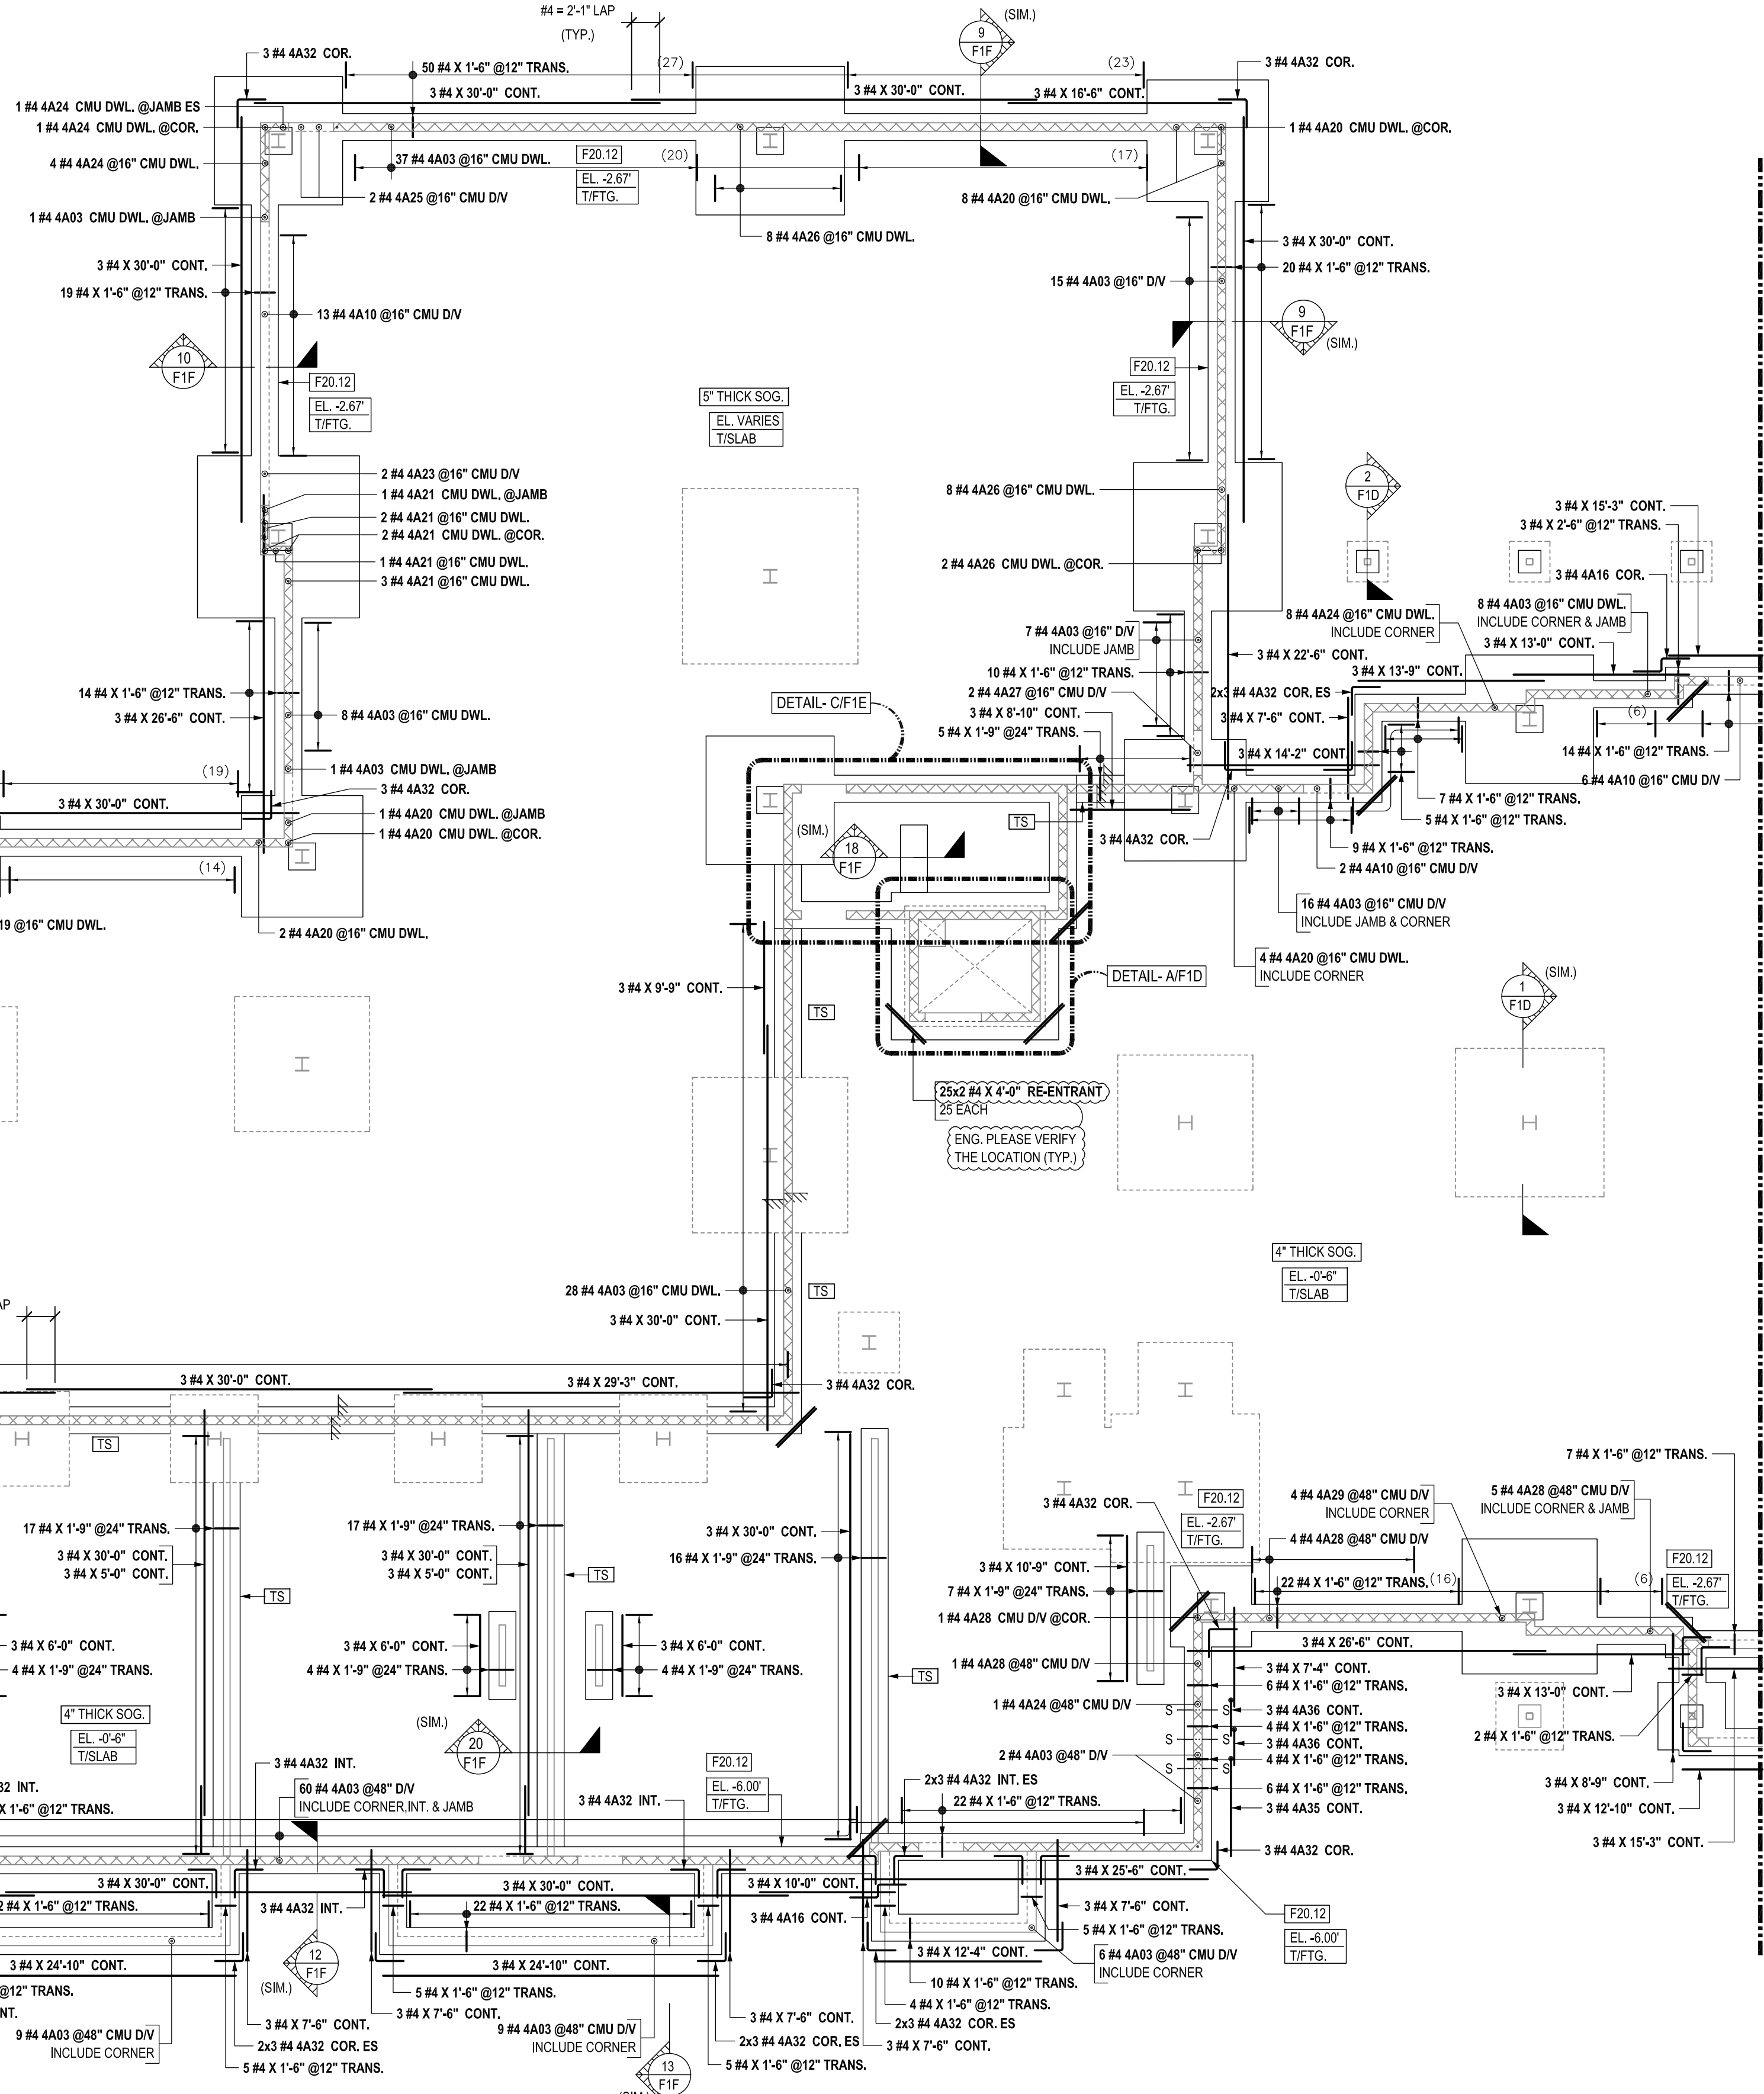 #4 = 2'-1" LAP
(TYP.)
9
F1F
(SIM.)
3 #4 4A32 COR.
50 #4 X 1'-6" @12" TRANS.
(27)
(23)
3 #4 4A32 COR.
3 #4 X 30'-0" CONT.
3 #4 X 30'-0" CONT.
3 #4 X 16'-6" CONT.
1 #4 4A24 CMU DWL. @JAMB ES
1 #4 4A24 CMU DWL. @COR.
1 #4 4A20 CMU DWL. @COR.
4 #4 4A24 @16" CMU DWL.
37 #4 4A03 @16" CMU DWL.
F20.12
(20)
(17)
EL. -2.67'
T/FTG.
2 #4 4A25 @16" CMU D/V
8 #4 4A20 @16" CMU DWL.
1 #4 4A03 CMU DWL. @JAMB
8 #4 4A26 @16" CMU DWL.
3 #4 X 30'-0" CONT.
3 #4 X 30'-0" CONT.
19 #4 X 1'-6" @12" TRANS.
20 #4 X 1'-6" @12" TRANS.
15 #4 4A03 @16" D/V
13 #4 4A10 @16" CMU D/V
9
F1F
(SIM.)
10
F1F
F20.12
EL. -2.67'
T/FTG.
F20.12
EL. -2.67'
T/FTG.
5" THICK SOG.
EL. VARIES
T/SLAB
2 #4 4A23 @16" CMU D/V
1 #4 4A21 CMU DWL. @JAMB
2 #4 4A21 @16" CMU DWL.
2 #4 4A21 CMU DWL. @COR.
1 #4 4A21 @16" CMU DWL.
3 #4 4A21 @16" CMU DWL.
8 #4 4A26 @16" CMU DWL.
2 #4 4A26 CMU DWL. @COR.
2
F1D
3 #4 X 15'-3" CONT.
3 #4 X 2'-6" @12" TRANS.
3 #4 4A16 COR.
8 #4 4A24 @16" CMU DWL.
INCLUDE CORNER
8 #4 4A03 @16" CMU DWL.
INCLUDE CORNER & JAMB
3 #4 X 13'-0" CONT.
7 #4 4A03 @16" D/V
INCLUDE JAMB
3 #4 X 22'-6" CONT.
3 #4 X 13'-9" CONT.
10 #4 X 1'-6" @12" TRANS.
2x3 #4 4A32 COR. ES
14 #4 X 1'-6" @12" TRANS.
2 #4 4A27 @16" CMU D/V
3 #4 X 26'-6" CONT.
8 #4 4A03 @16" CMU DWL.
DETAIL- C/F1E
3 #4 X 8'-10" CONT.
3 #4 X 7'-6" CONT.
(6)
5 #4 X 1'-9" @24" TRANS.
3 #4 X 14'-2" CONT.
14 #4 X 1'-6" @12" TRANS.
(19)
1 #4 4A03 CMU DWL. @JAMB
6 #4 4A10 @16" CMU D/V
3 #4 4A32 COR.
3 #4 X 30'-0" CONT.
7 #4 X 1'-6" @12" TRANS.
1 #4 4A20 CMU DWL. @JAMB
TS
5 #4 X 1'-6" @12" TRANS.
1 #4 4A20 CMU DWL. @COR.
(SIM.)
18
F1F
3 #4 4A32 COR.
9 #4 X 1'-6" @12" TRANS.
(14)
2 #4 4A10 @16" CMU D/V
16 #4 4A03 @16" CMU D/V
INCLUDE JAMB & CORNER
19 @16" CMU DWL.
2 #4 4A20 @16" CMU DWL.
4 #4 4A20 @16" CMU DWL.
INCLUDE CORNER
DETAIL- A/F1D
3 #4 X 9'-9" CONT.
1
F1D
(SIM.)
TS
25x2 #4 X 4'-0" RE-ENTRANT
25 EACH
ENG. PLEASE VERIFY
THE LOCATION (TYP.)
4" THICK SOG.
EL. -0'-6"
T/SLAB
28 #4 4A03 @16" CMU DWL.
TS
AP
3 #4 X 30'-0" CONT.
3 #4 X 30'-0" CONT.
3 #4 X 29'-3" CONT.
3 #4 4A32 COR.
TS
7 #4 X 1'-6" @12" TRANS.
3 #4 4A32 COR.
F20.12
EL. -2.67'
T/FTG.
4 #4 4A29 @48" CMU D/V
INCLUDE CORNER
5 #4 4A28 @48" CMU D/V
INCLUDE CORNER & JAMB
17 #4 X 1'-9" @24" TRANS.
17 #4 X 1'-9" @24" TRANS.
3 #4 X 30'-0" CONT.
4 #4 4A28 @48" CMU D/V
3 #4 X 30'-0" CONT.
3 #4 X 5'-0" CONT.
3 #4 X 30'-0" CONT.
3 #4 X 5'-0" CONT.
16 #4 X 1'-9" @24" TRANS.
3 #4 X 10'-9" CONT.
F20.12
EL. -2.67'
T/FTG.
TS
TS
7 #4 X 1'-9" @24" TRANS.
22 #4 X 1'-6" @12" TRANS.
(16)
(6)
1 #4 4A28 CMU D/V @COR.
3 #4 X 6'-0" CONT.
3 #4 X 6'-0" CONT.
3 #4 X 6'-0" CONT.
3 #4 X 26'-6" CONT.
4 #4 X 1'-9" @24" TRANS.
4 #4 X 1'-9" @24" TRANS.
4 #4 X 1'-9" @24" TRANS.
TS
1 #4 4A28 @48" CMU D/V
3 #4 X 7'-4" CONT.
6 #4 X 1'-6" @12" TRANS.
3 #4 X 13'-0" CONT.
4" THICK SOG.
EL. -0'-6"
T/SLAB
(SIM.)
20
F1F
1 #4 4A24 @48" CMU D/V
S
S
3 #4 4A36 CONT.
4 #4 X 1'-6" @12" TRANS.
2 #4 X 1'-6" @12" TRANS.
S
S
3 #4 4A36 CONT.
2 #4 4A03 @48" D/V
4 #4 X 1'-6" @12" TRANS.
S
S
3 #4 4A32 INT.
F20.12
EL. -6.00'
T/FTG.
2x3 #4 4A32 INT. ES
6 #4 X 1'-6" @12" TRANS.
3 #4 X 8'-9" CONT.
32 INT.
60 #4 4A03 @48" D/V
INCLUDE CORNER,INT. & JAMB
3 #4 4A32 INT.
22 #4 X 1'-6" @12" TRANS.
3 #4 4A35 CONT.
3 #4 X 12'-10" CONT.
X 1'-6" @12" TRANS.
3 #4 4A32 COR.
3 #4 X 15'-3" CONT.
3 #4 X 25'-6" CONT.
3 #4 X 30'-0" CONT.
3 #4 X 30'-0" CONT.
3 #4 X 10'-0" CONT.
2 #4 X 1'-6" @12" TRANS.
3 #4 4A32 INT.
22 #4 X 1'-6" @12" TRANS.
3 #4 4A16 CONT.
3 #4 X 7'-6" CONT.
F20.12
EL. -6.00'
T/FTG.
5 #4 X 1'-6" @12" TRANS.
12
F1F
(SIM.)
3 #4 X 12'-4" CONT.
6 #4 4A03 @48" CMU D/V
INCLUDE CORNER
3 #4 X 24'-10" CONT.
3 #4 X 24'-10" CONT.
10 #4 X 1'-6" @12" TRANS.
@12" TRANS.
5 #4 X 1'-6" @12" TRANS.
4 #4 X 1'-6" @12" TRANS.
NT.
3 #4 X 7'-6" CONT.
3 #4 X 7'-6" CONT.
3 #4 X 7'-6" CONT.
2x3 #4 4A32 COR. ES
9 #4 4A03 @48" CMU D/V
INCLUDE CORNER
9 #4 4A03 @48" CMU D/V
INCLUDE CORNER
2x3 #4 4A32 COR. ES
2x3 #4 4A32 COR. ES
3 #4 X 7'-6" CONT.
5 #4 X 1'-6" @12" TRANS.
5 #4 X 1'-6" @12" TRANS.
13
F1F
(SIM.)